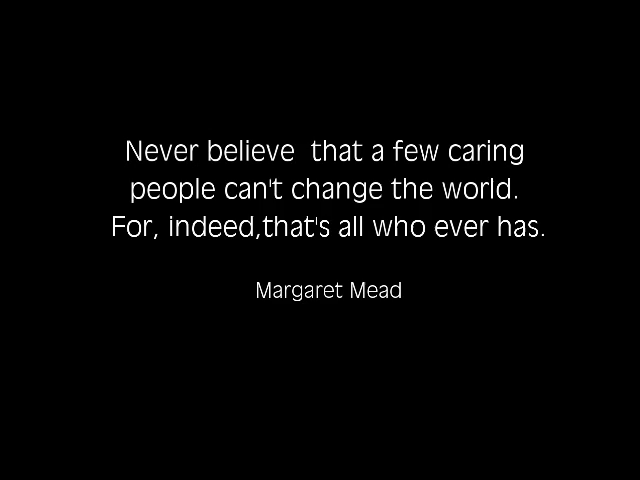 Never believe  that a few caring
people can't change the world.
For, indeed,that's all who ever has.
Margaret Mead